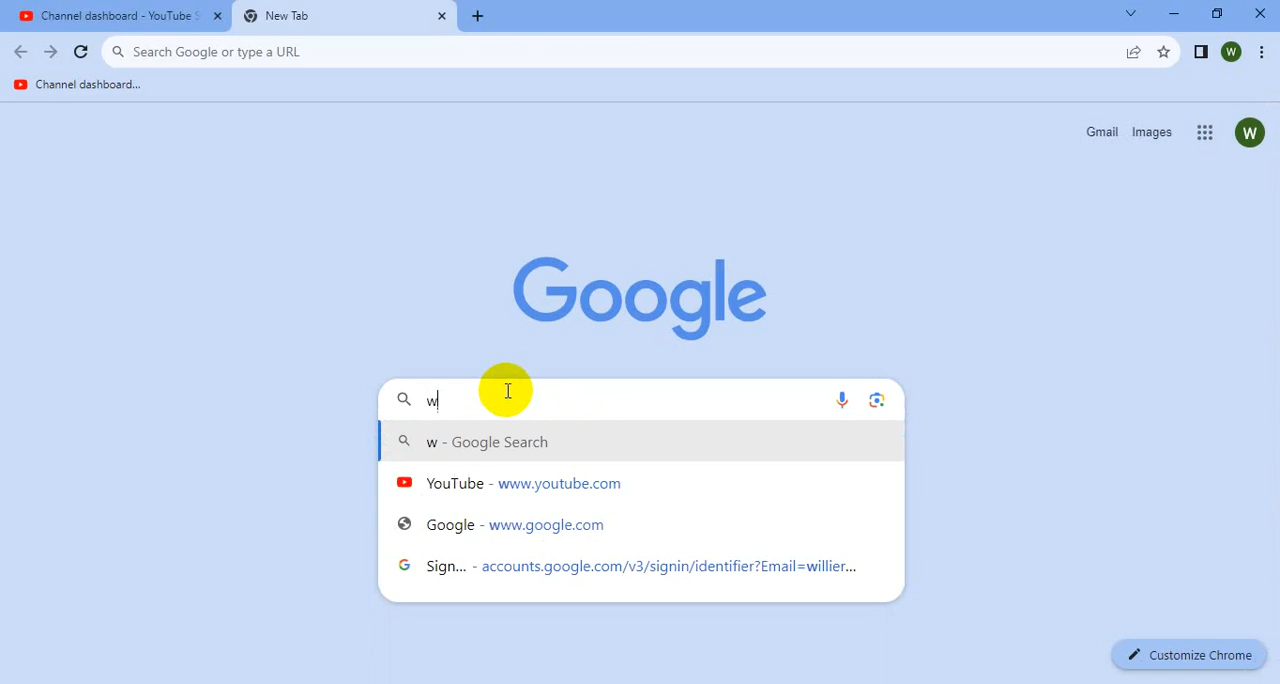 Channel dashboard - YouTube S
New Tab
Search Google or type a URL
W
Channel dashboard...
Gmail
Images
W
Google
w
w - Google Search
YouTube - www.youtube.com
Google - www.google.com
Sign... - accounts.google.com/v3/signin/identifier?Email=willier...
Customize Chrome